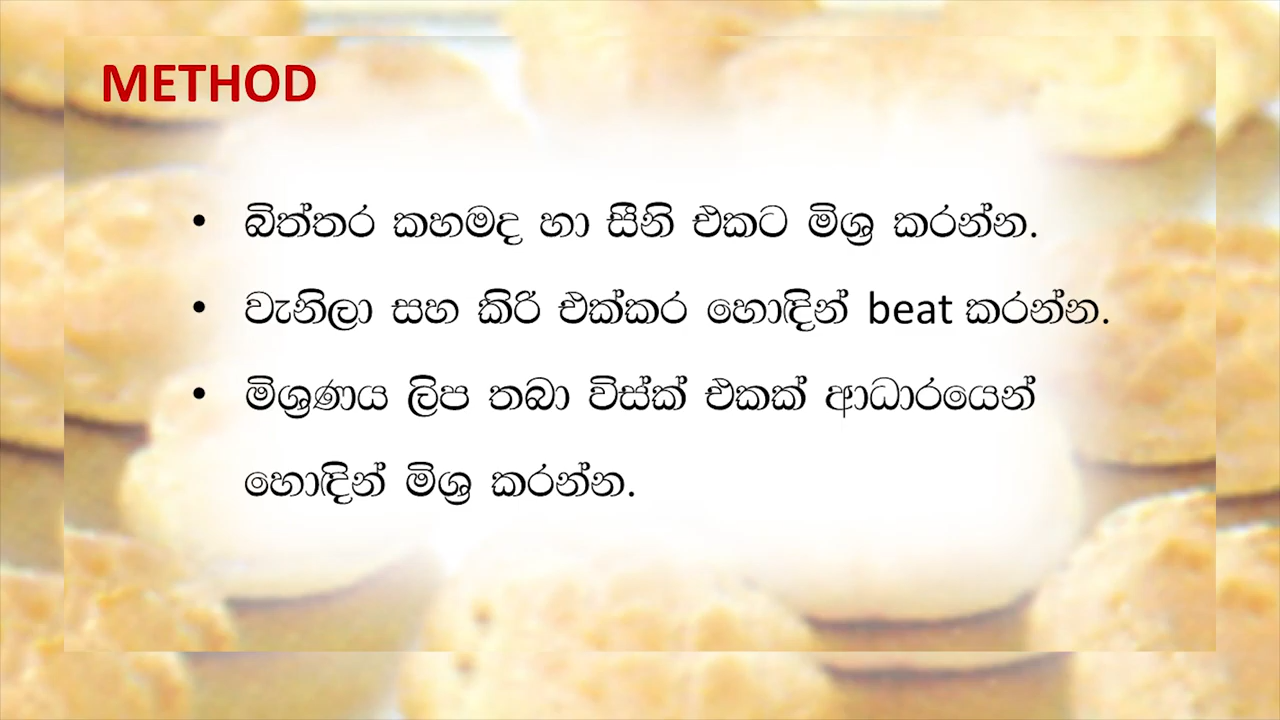 METHOD
• බිත්තර කහමද හා සීනි එකට මිශ්‍ර කරන්න.
• වැනිලා සහ කිරි එක්කර හොඳින් beat කරන්න.
• මිශ්‍රණය ලිප තබා විස්ක් එකක් ආධාරයෙන්
හොඳින් මිශ්‍ර කරන්න.